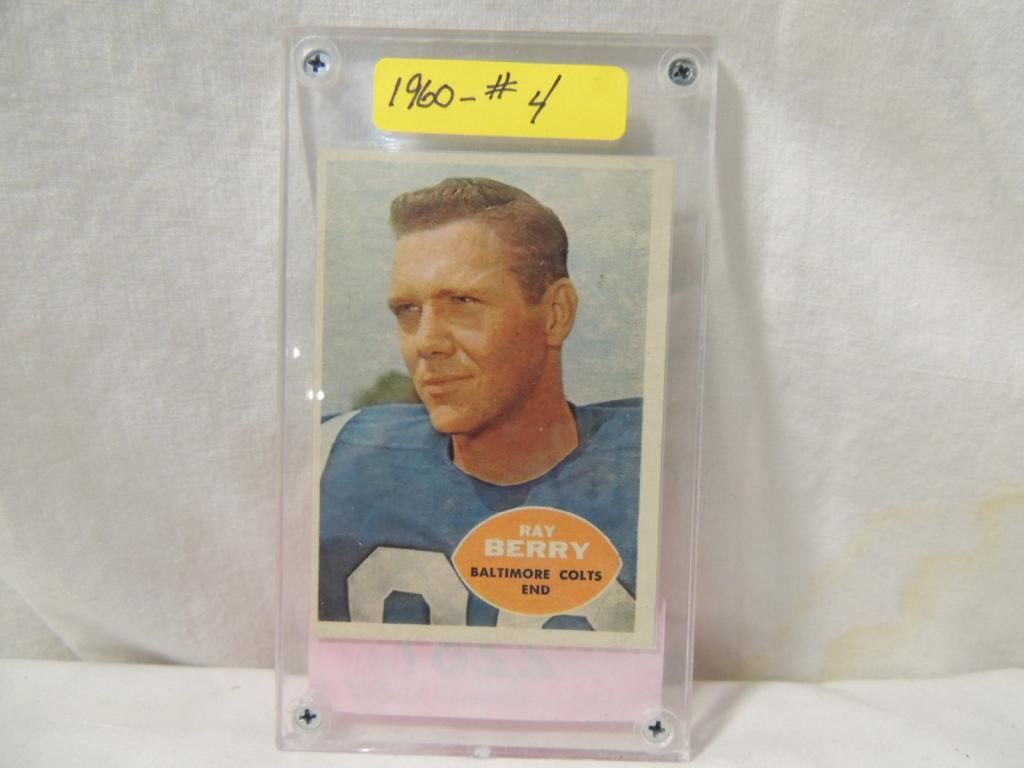 1960-#4
RAY
BERRY
BALTIMORE COLTS
END